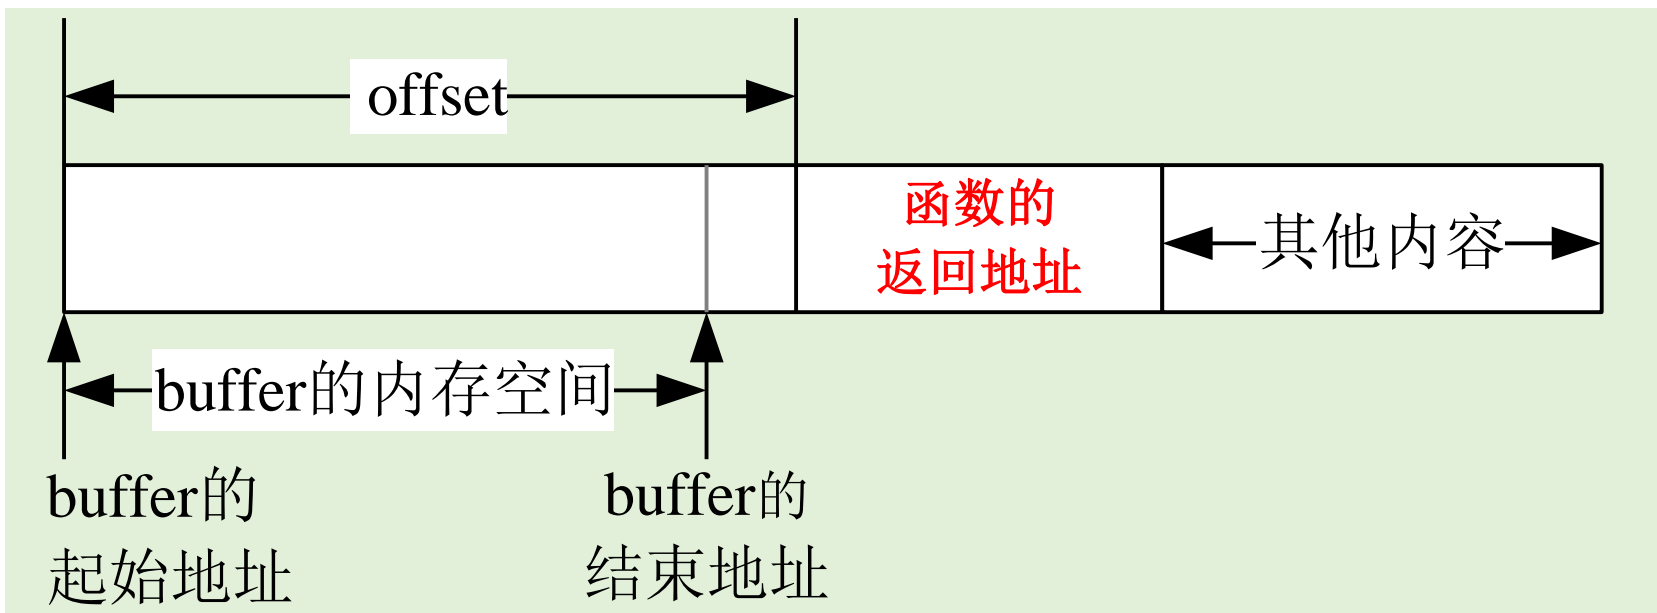 offset
函数的
返回地址
其他内容
buffer的内存空间
buffer的
起始地址
buffer的
结束地址